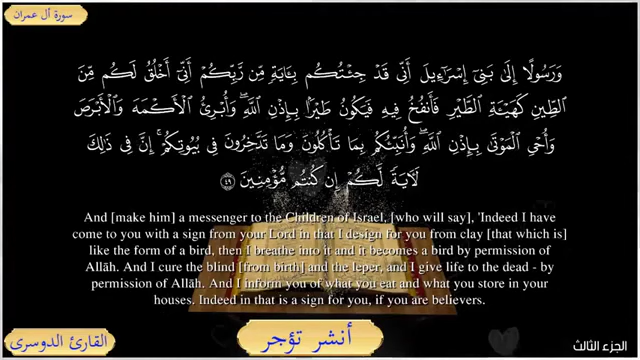 سورة آل عمران
وَرَسُولًا إِلَىٰ بَنِىٓ إِسْرَٰٓءِيلَ أَنِّى قَدْ جِئْتُكُم بِـَٔايَةٍ مِّن رَّبِّكُمْ أَنِّىٓ أَخْلُقُ لَكُم مِّنَ
ٱلطِّينِ كَهَيْـَٔةِ ٱلطَّيْرِ فَأَنفُخُ فِيهِ فَيَكُونُ طَيْرًۢا بِإِذْنِ ٱللَّهِ ۖ وَأُبْرِئُ ٱلْأَكْمَهَ وَٱلْأَبْرَصَ
وَأُحْىِ ٱلْمَوْتَىٰ بِإِذْنِ ٱللَّهِ ۖ وَأُنَبِّئُكُم بِمَا تَأْكُلُونَ وَمَا تَدَّخِرُونَ فِى بُيُوتِكُمْ ۚ إِنَّ فِى ذَٰلِكَ
لَـَٔايَةً لَّكُمْ إِن كُنتُم مُّؤْمِنِينَ ٤٩
And [make him] a messenger to the Children of Israel, [who will say], 'Indeed I have
come to you with a sign from your Lord in that I design for you from clay [that which is]
like the form of a bird, then I breathe into it and it becomes a bird by permission of
Allāh. And I cure the blind [from birth] and the leper, and I give life to the dead - by
permission of Allāh. And I inform you of what you eat and what you store in your
houses. Indeed in that is a sign for you, if you are believers.
القارئ الدوسرى
أنشر تؤجر
الجزء الثالث